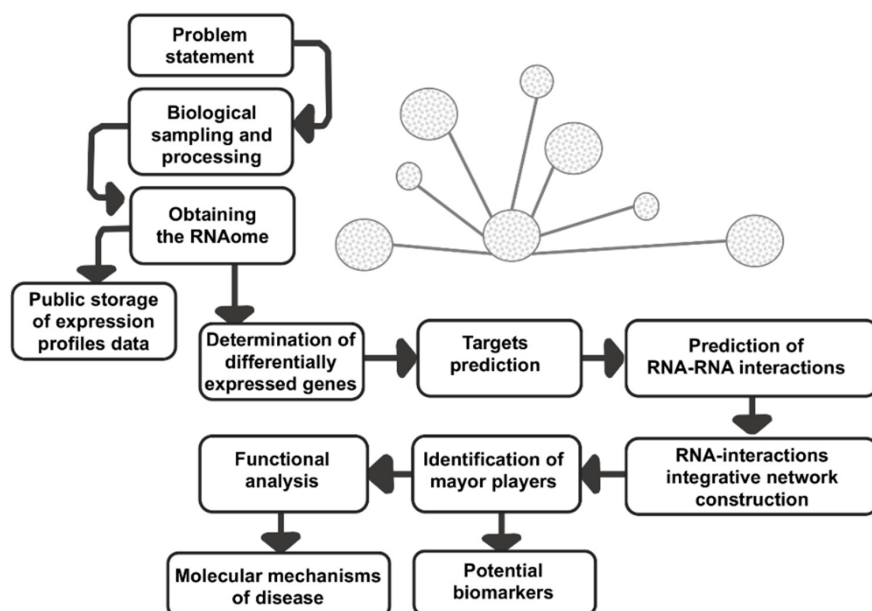 Problem
statement
Biological
sampling and
processing
Obtaining
the RNAome
Public storage
of expression
profiles data
Determination of
differentially
expressed genes
Targets
prediction
Prediction of
RNA-RNA interactions
RNA-interactions
integrative network
construction
Identification of
mayor players
Functional
analysis
Molecular mechanisms
of disease
Potential
biomarkers